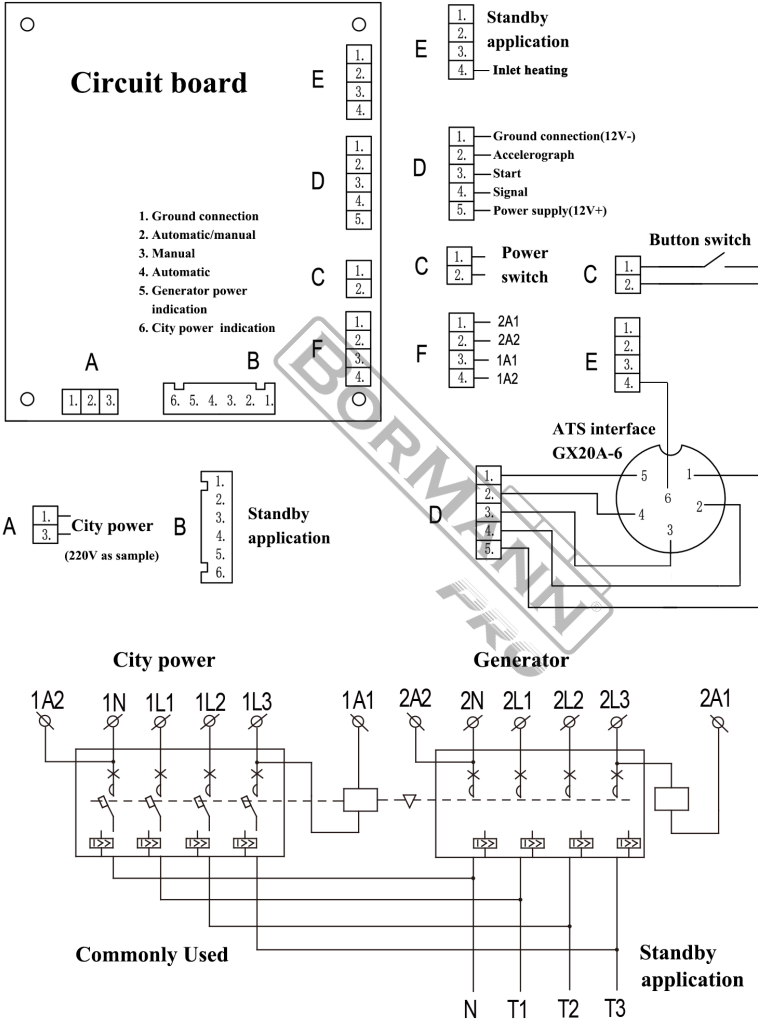 Circuit board
E
1.
2.
3.
4.
D
1.
2.
3.
4.
5.
1. Ground connection
2. Automatic/manual
3. Manual
4. Automatic
5. Generator power
indication
6. City power indication
C
1.
2.
F
1.
2.
3.
4.
A
1. 2. 3.
B
6. 5. 4. 3. 2. 1.
E
1.
2.
3.
4.
Standby
application
Inlet heating
D
1. Ground connection(12V-)
2. Accelerograph
3. Start
4. Signal
5. Power supply(12V+)
C
1.
2.
Power
switch
Button switch
C
1.
2.
F
1. 2A1
2. 2A2
3. 1A1
4. 1A2
E
1.
2.
3.
4.
ATS interface
GX20A-6
5 1
6
4 2
3
D
1.
2.
3.
4.
5.
A
1.
3.
City power
(220V as sample)
B
1.
2.
3.
4.
5.
6.
Standby
application
BORMANN®
PRO
City power
Generator
1A2 1N 1L1 1L2 1L3 1A1 2A2 2N 2L1 2L2 2L3 2A1
I>> I>> I>> I>> I>> I>> I>> I>>
Commonly Used
Standby
application
N T1 T2 T3